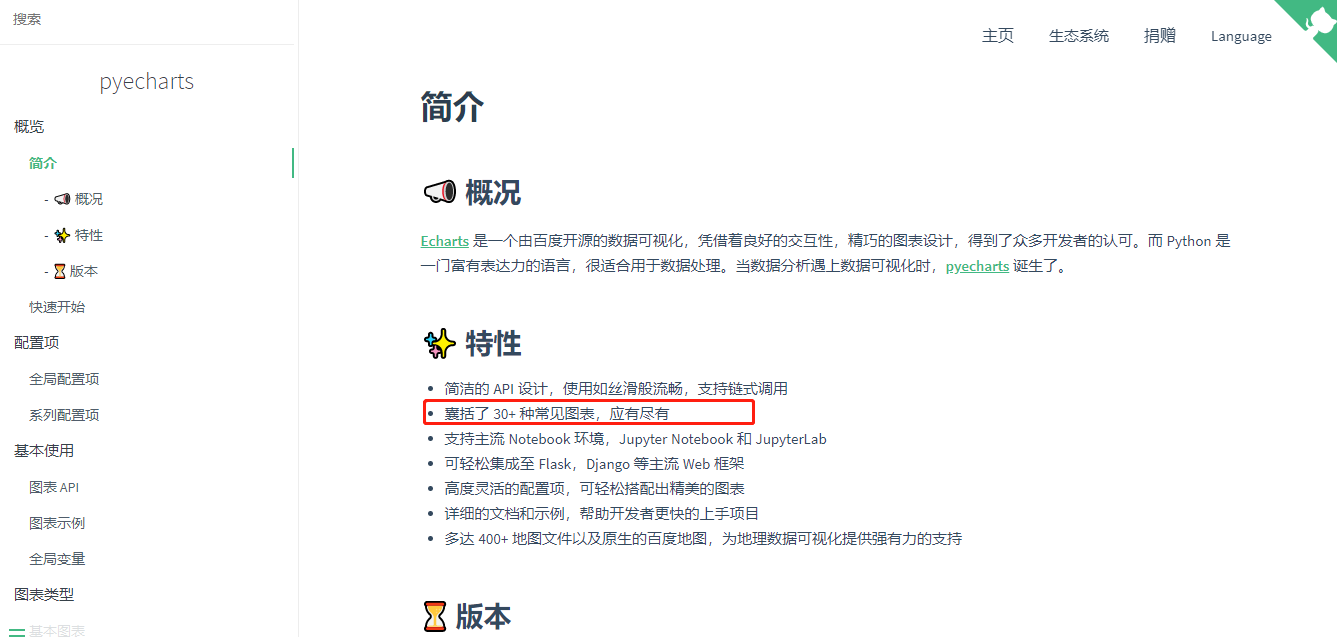 搜索
主页 生态系统 捐赠 Language
pyecharts
概览
简介
- 概况
- 特性
- 版本
快速开始
配置项
全局配置项
系列配置项
基本使用
图表 API
图表示例
全局变量
图表类型
基本图表
简介
概况
Echarts 是一个由百度开源的数据可视化，凭借着良好的交互性，精巧的图表设计，得到了众多开发者的认可。而 Python 是
一门富有表达力的语言，很适合用于数据处理。当数据分析遇上数据可视化时，pyecharts 诞生了。
特性
简洁的 API 设计，使用如丝滑般流畅，支持链式调用
囊括了 30+ 种常见图表，应有尽有
支持主流 Notebook 环境，Jupyter Notebook 和 JupyterLab
可轻松集成至 Flask，Django 等主流 Web 框架
高度灵活的配置项，可轻松搭配出精美的图表
详细的文档和示例，帮助开发者更快的上手项目
多达 400+ 地图文件以及原生的百度地图，为地理数据可视化提供强有力的支持
版本